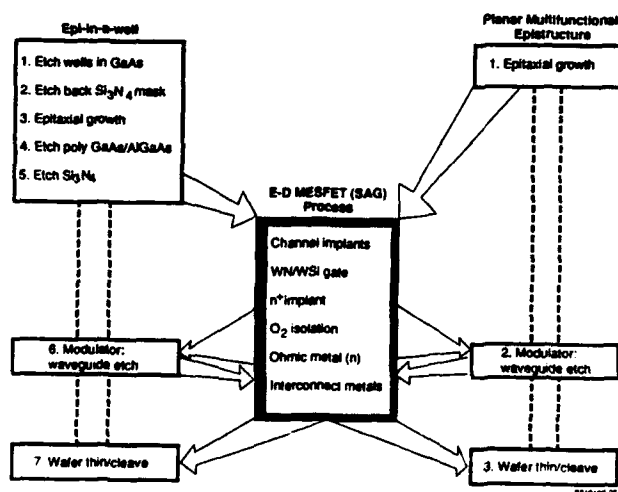 Epi-in-a-well
1. Etch wells in GaAs
2. Etch back Si3N4 mask
3. Epitaxial growth
4. Etch poly GaAs/AlGaAs
5. Etch Si3N4
Planar Multifunctional
Epistructure
1. Epitaxial growth
E-D MESFET (SAG)
Process
Channel implants
WN/WSi gate
n+ implant
O2 isolation
Ohmic metal (n)
Interconnect metals
6. Modulator:
waveguide etch
2. Modulator:
waveguide etch
7 Wafer thin/cleave
3. Wafer thin/cleave